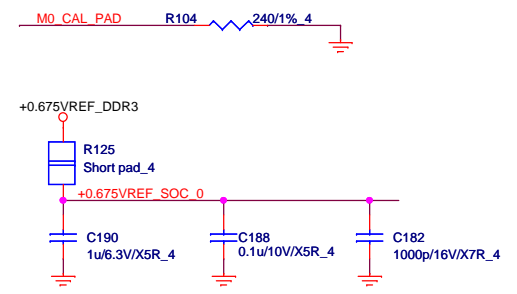 M0_CAL_PAD R104 240/1%_4
+0.675VREF_DDR3
R125
Short pad_4
+0.675VREF_SOC_0
C190 C188 C182
1u/6.3V/X5R_4 0.1u/10V/X5R_4 1000p/16V/X7R_4